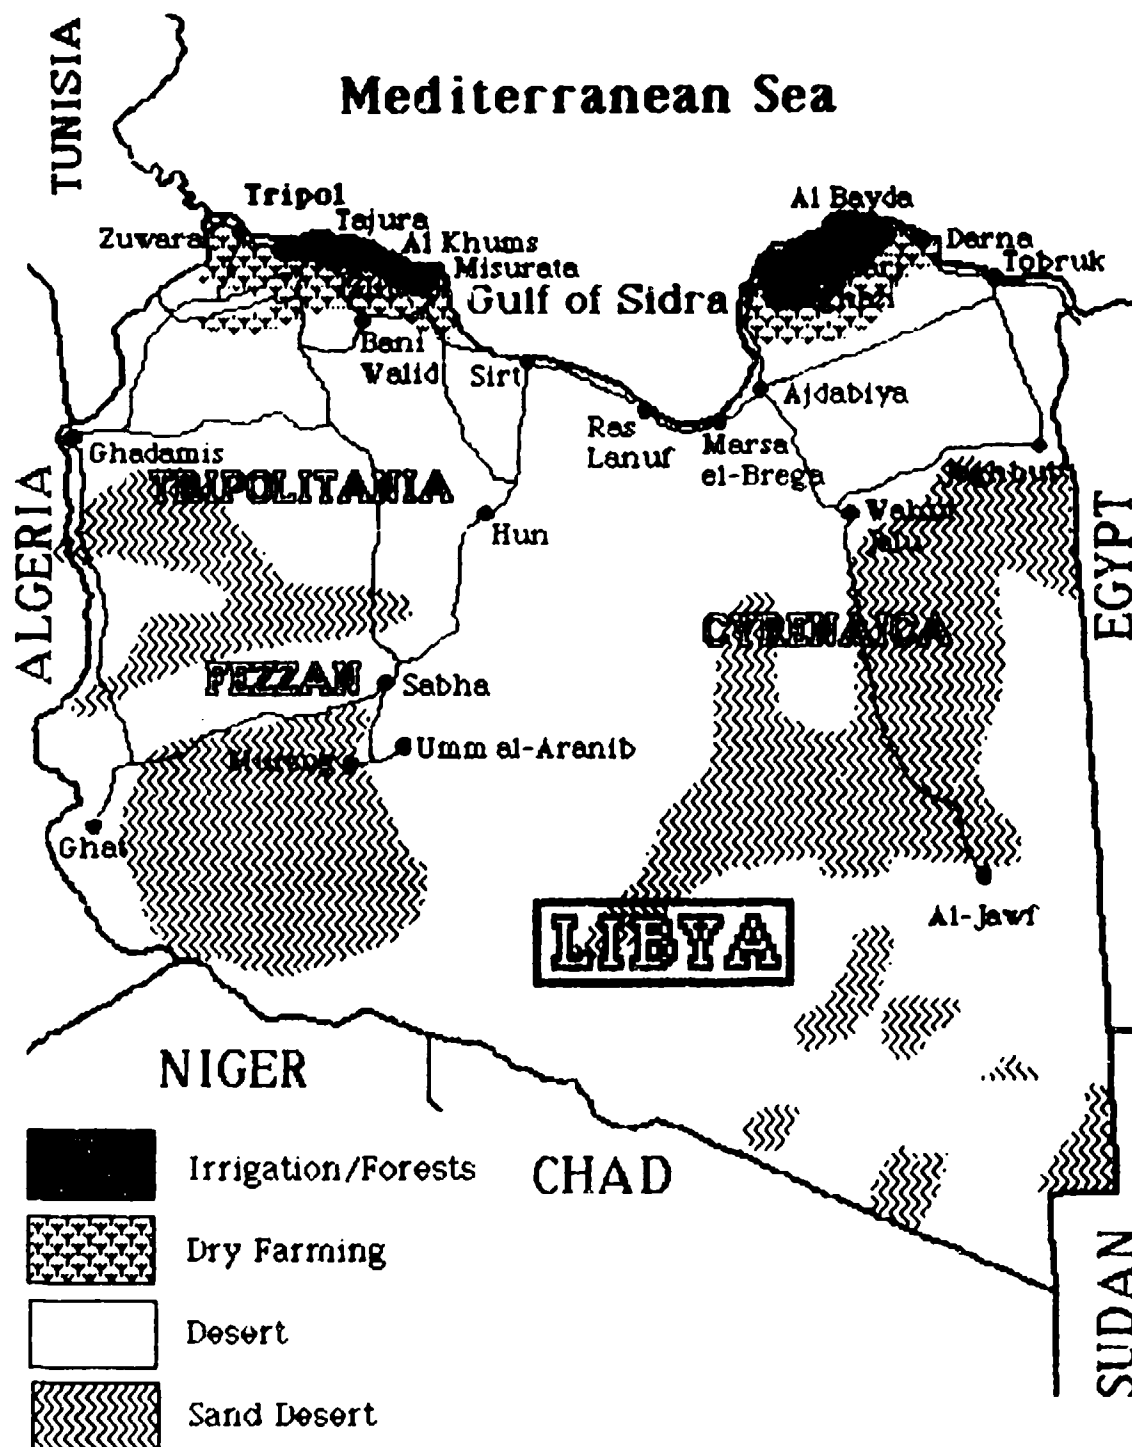 TUNISIA
Mediterranean Sea
Tripol
Tajura
Zuwara
Al Khums
Misurata
Gulf of Sidra
Al Bayda
Darna
Tobruk
Bani
Walid
Sirt
Ras
Lanuf
Marsa
el-Brega
Ajdabiya
Ghadamis
TRIPOLITANIA
ALGERIA
Hun
Jalu
EGYPT
CYRENAICA
FEZZAN
Sabha
Umm al-Aranib
Ghat
LIBYA
Al-Jawf
NIGER
CHAD
SUDAN
Irrigation/Forests
Dry Farming
Desert
Sand Desert